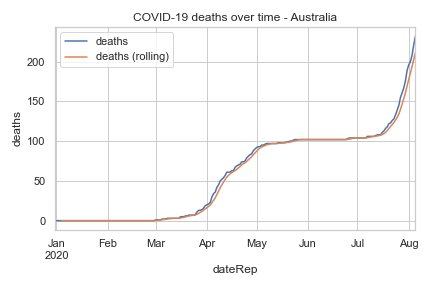 COVID-19 deaths over time - Australia
deaths
deaths (rolling)
deaths
200
150
100
50
0
Jan Feb Mar Apr May Jun Jul Aug
2020
dateRep